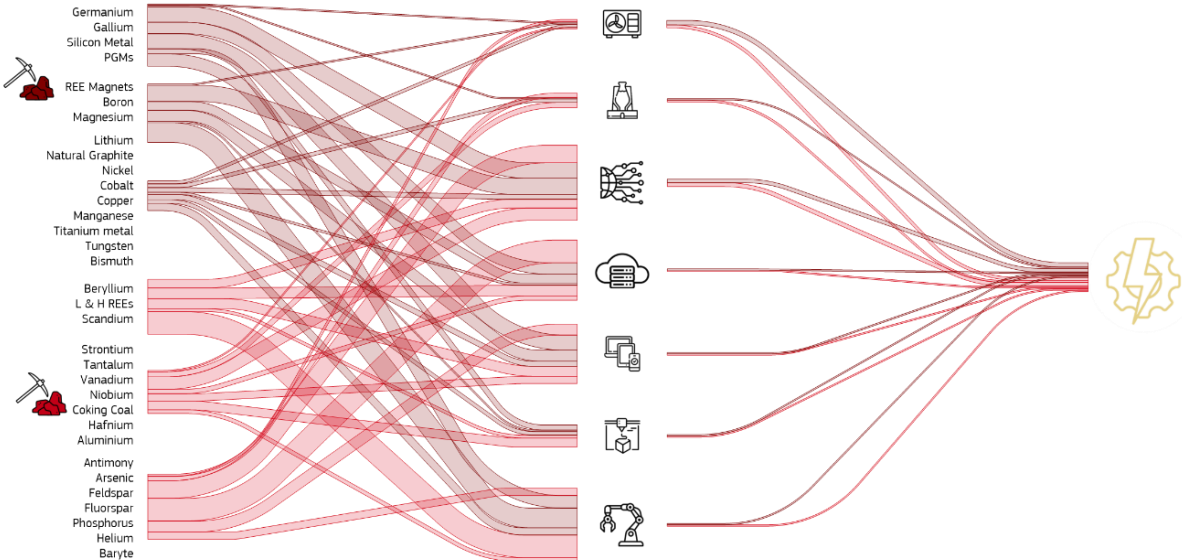 Germanium
Gallium
Silicon Metal
PGMs
REE Magnets
Boron
Magnesium
Lithium
Natural Graphite
Nickel
Cobalt
Copper
Manganese
Titanium metal
Tungsten
Bismuth
Beryllium
L & H REEs
Scandium
Strontium
Tantalum
Vanadium
Niobium
Coking Coal
Hafnium
Aluminium
Antimony
Arsenic
Feldspar
Fluorspar
Phosphorus
Helium
Baryte